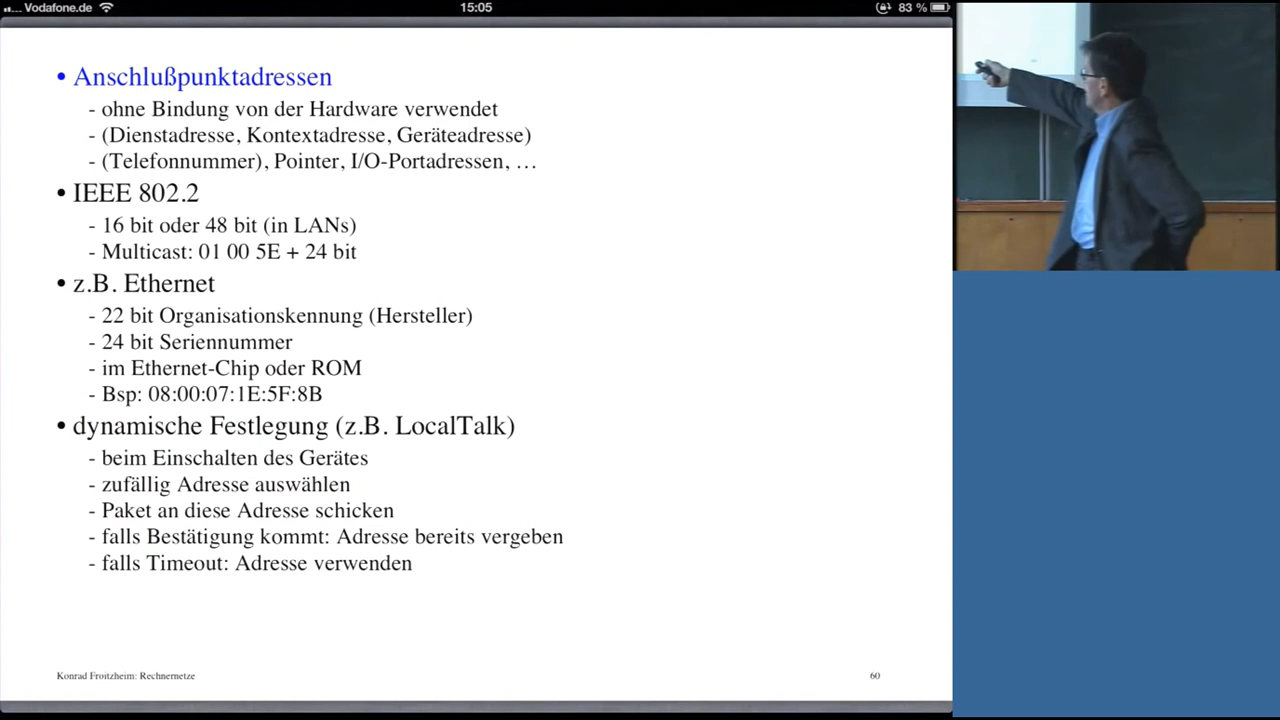 Vodafone.de 15:05 83 %
• Anschlußpunktadressen
- ohne Bindung von der Hardware verwendet
- (Dienstadresse, Kontextadresse, Geräteadresse)
- (Telefonnummer), Pointer, I/O-Portadressen, …
• IEEE 802.2
- 16 bit oder 48 bit (in LANs)
- Multicast: 01 00 5E + 24 bit
• z.B. Ethernet
- 22 bit Organisationskennung (Hersteller)
- 24 bit Seriennummer
- im Ethernet-Chip oder ROM
- Bsp: 08:00:07:1E:5F:8B
• dynamische Festlegung (z.B. LocalTalk)
- beim Einschalten des Gerätes
- zufällig Adresse auswählen
- Paket an diese Adresse schicken
- falls Bestätigung kommt: Adresse bereits vergeben
- falls Timeout: Adresse verwenden
Konrad Froitzheim: Rechnernetze 60